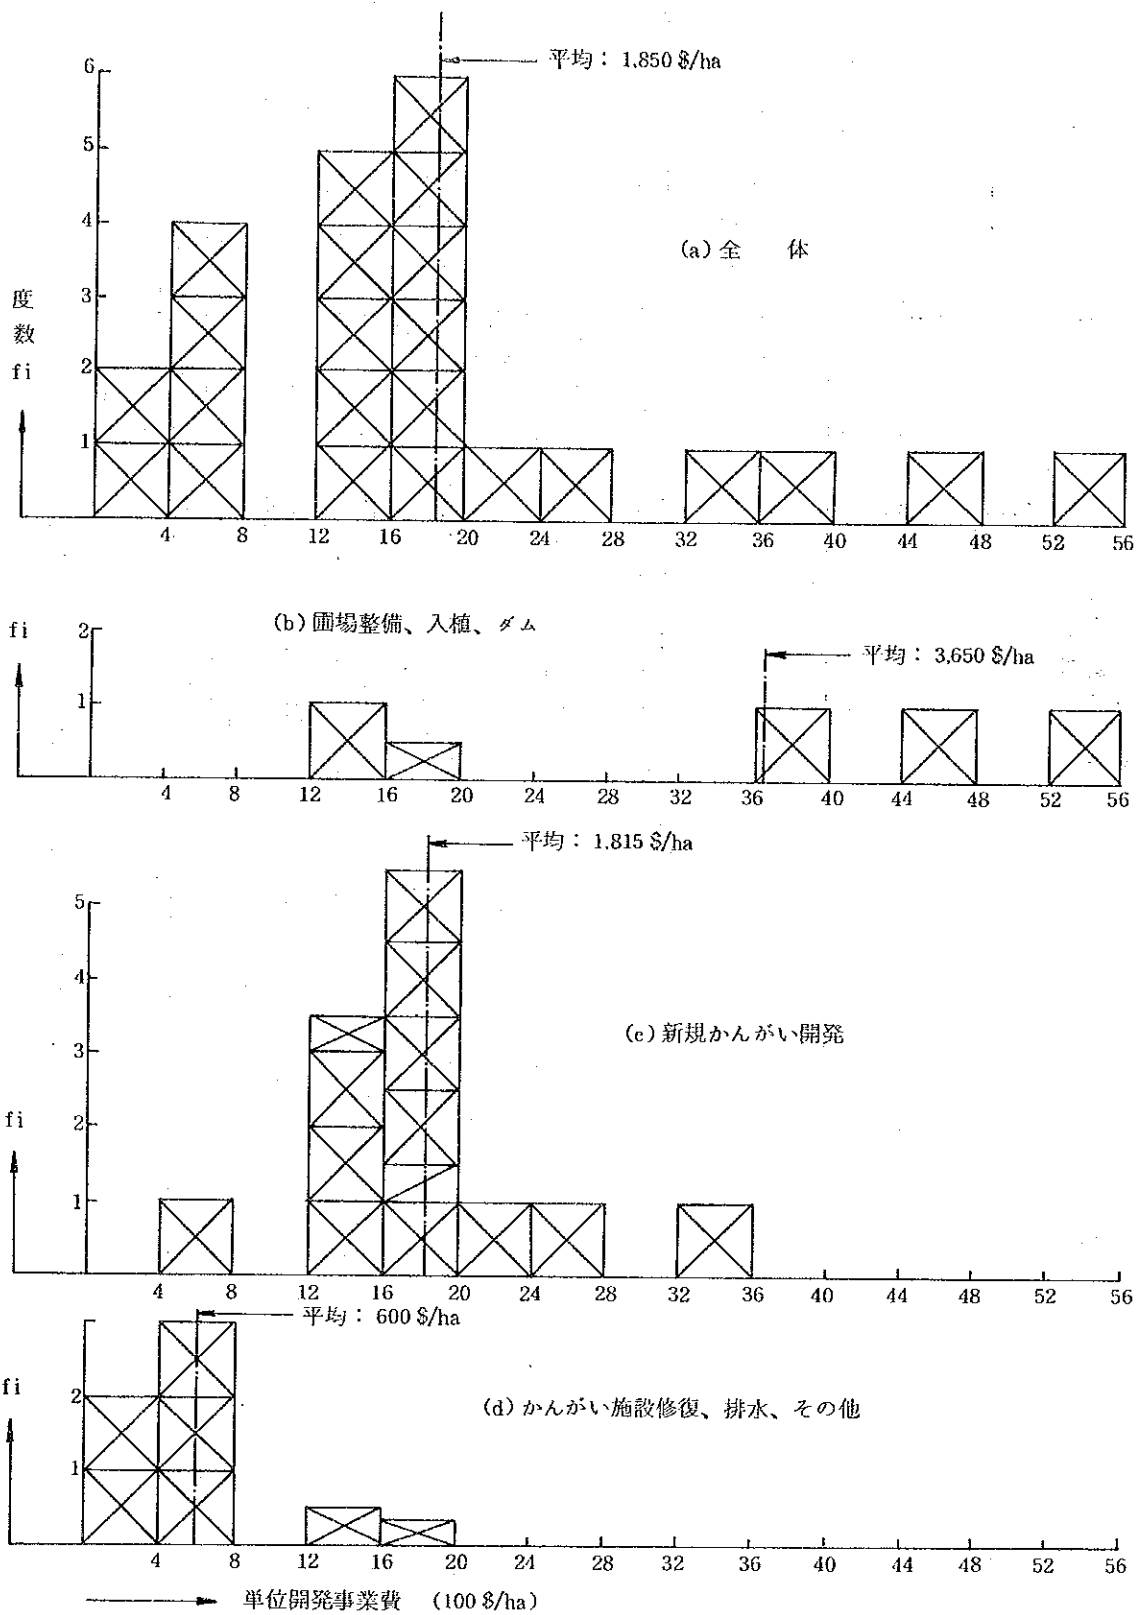 平均： 1,850 $/ha
6
5
4
3
2
1
度数 fi
(a) 全　体
4 8 12 16 20 24 28 32 36 40 44 48 52 56
(b) 圃場整備、入植、ダム
fi
2
1
平均： 3,650 $/ha
4 8 12 16 20 24 28 32 36 40 44 48 52 56
平均： 1,815 $/ha
5
4
3
2
1
fi
(c) 新規かんがい開発
4 8 12 16 20 24 28 32 36 40 44 48 52 56
平均： 600 $/ha
fi
2
1
(d) かんがい施設修復、排水、その他
4 8 12 16 20 24 28 32 36 40 44 48 52 56
単位開発事業費 (100 $/ha)